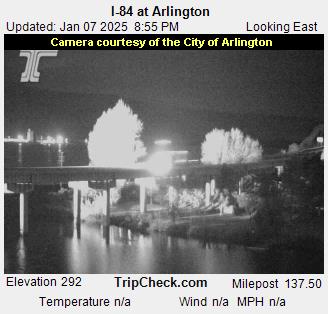 I-84 at Arlington
Updated: Jan 07 2025 8:55 PM Looking East
Camera courtesy of the City of Arlington
Elevation 292 TripCheck.com Milepost 137.50
Temperature n/a Wind n/a MPH n/a